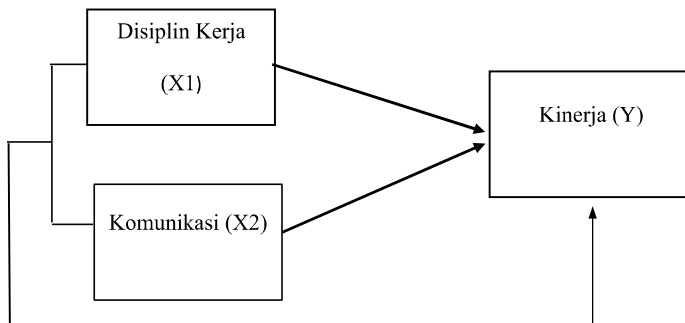 Disiplin Kerja
(X1)
Kinerja (Y)
Komunikasi (X2)